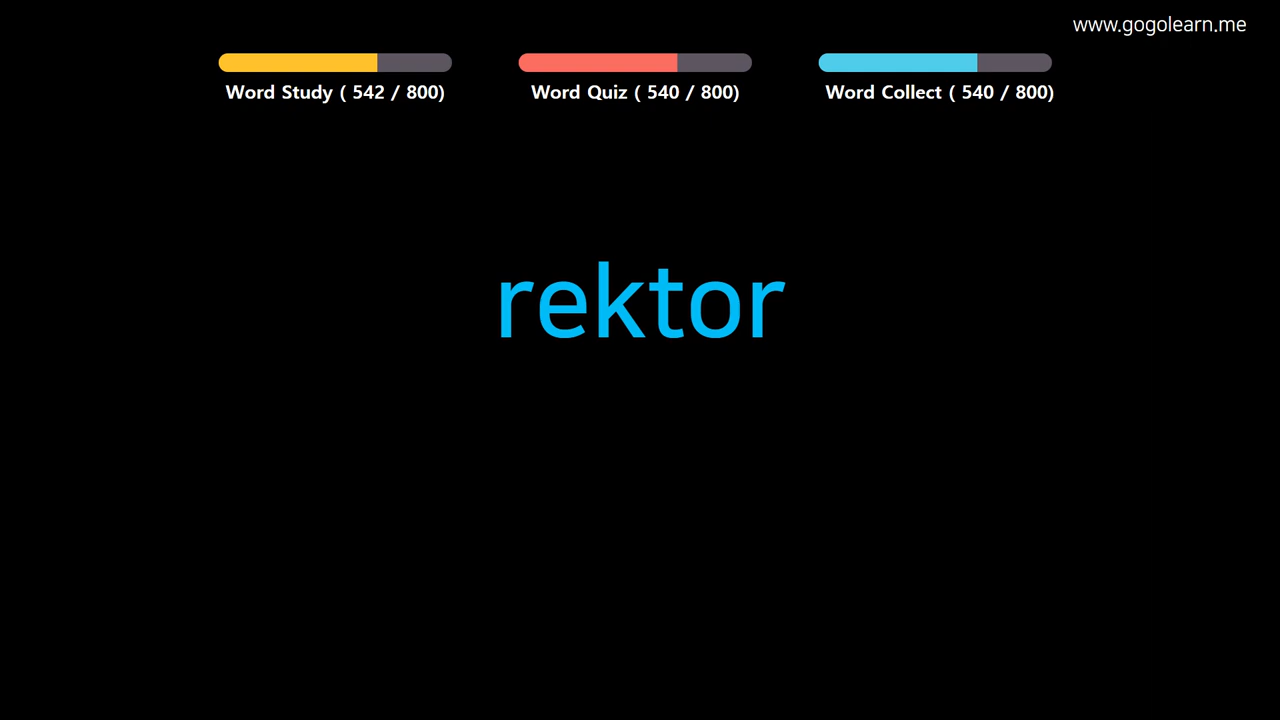 www.gogolearn.me
Word Study ( 542 / 800)
Word Quiz ( 540 / 800)
Word Collect ( 540 / 800)
rektor